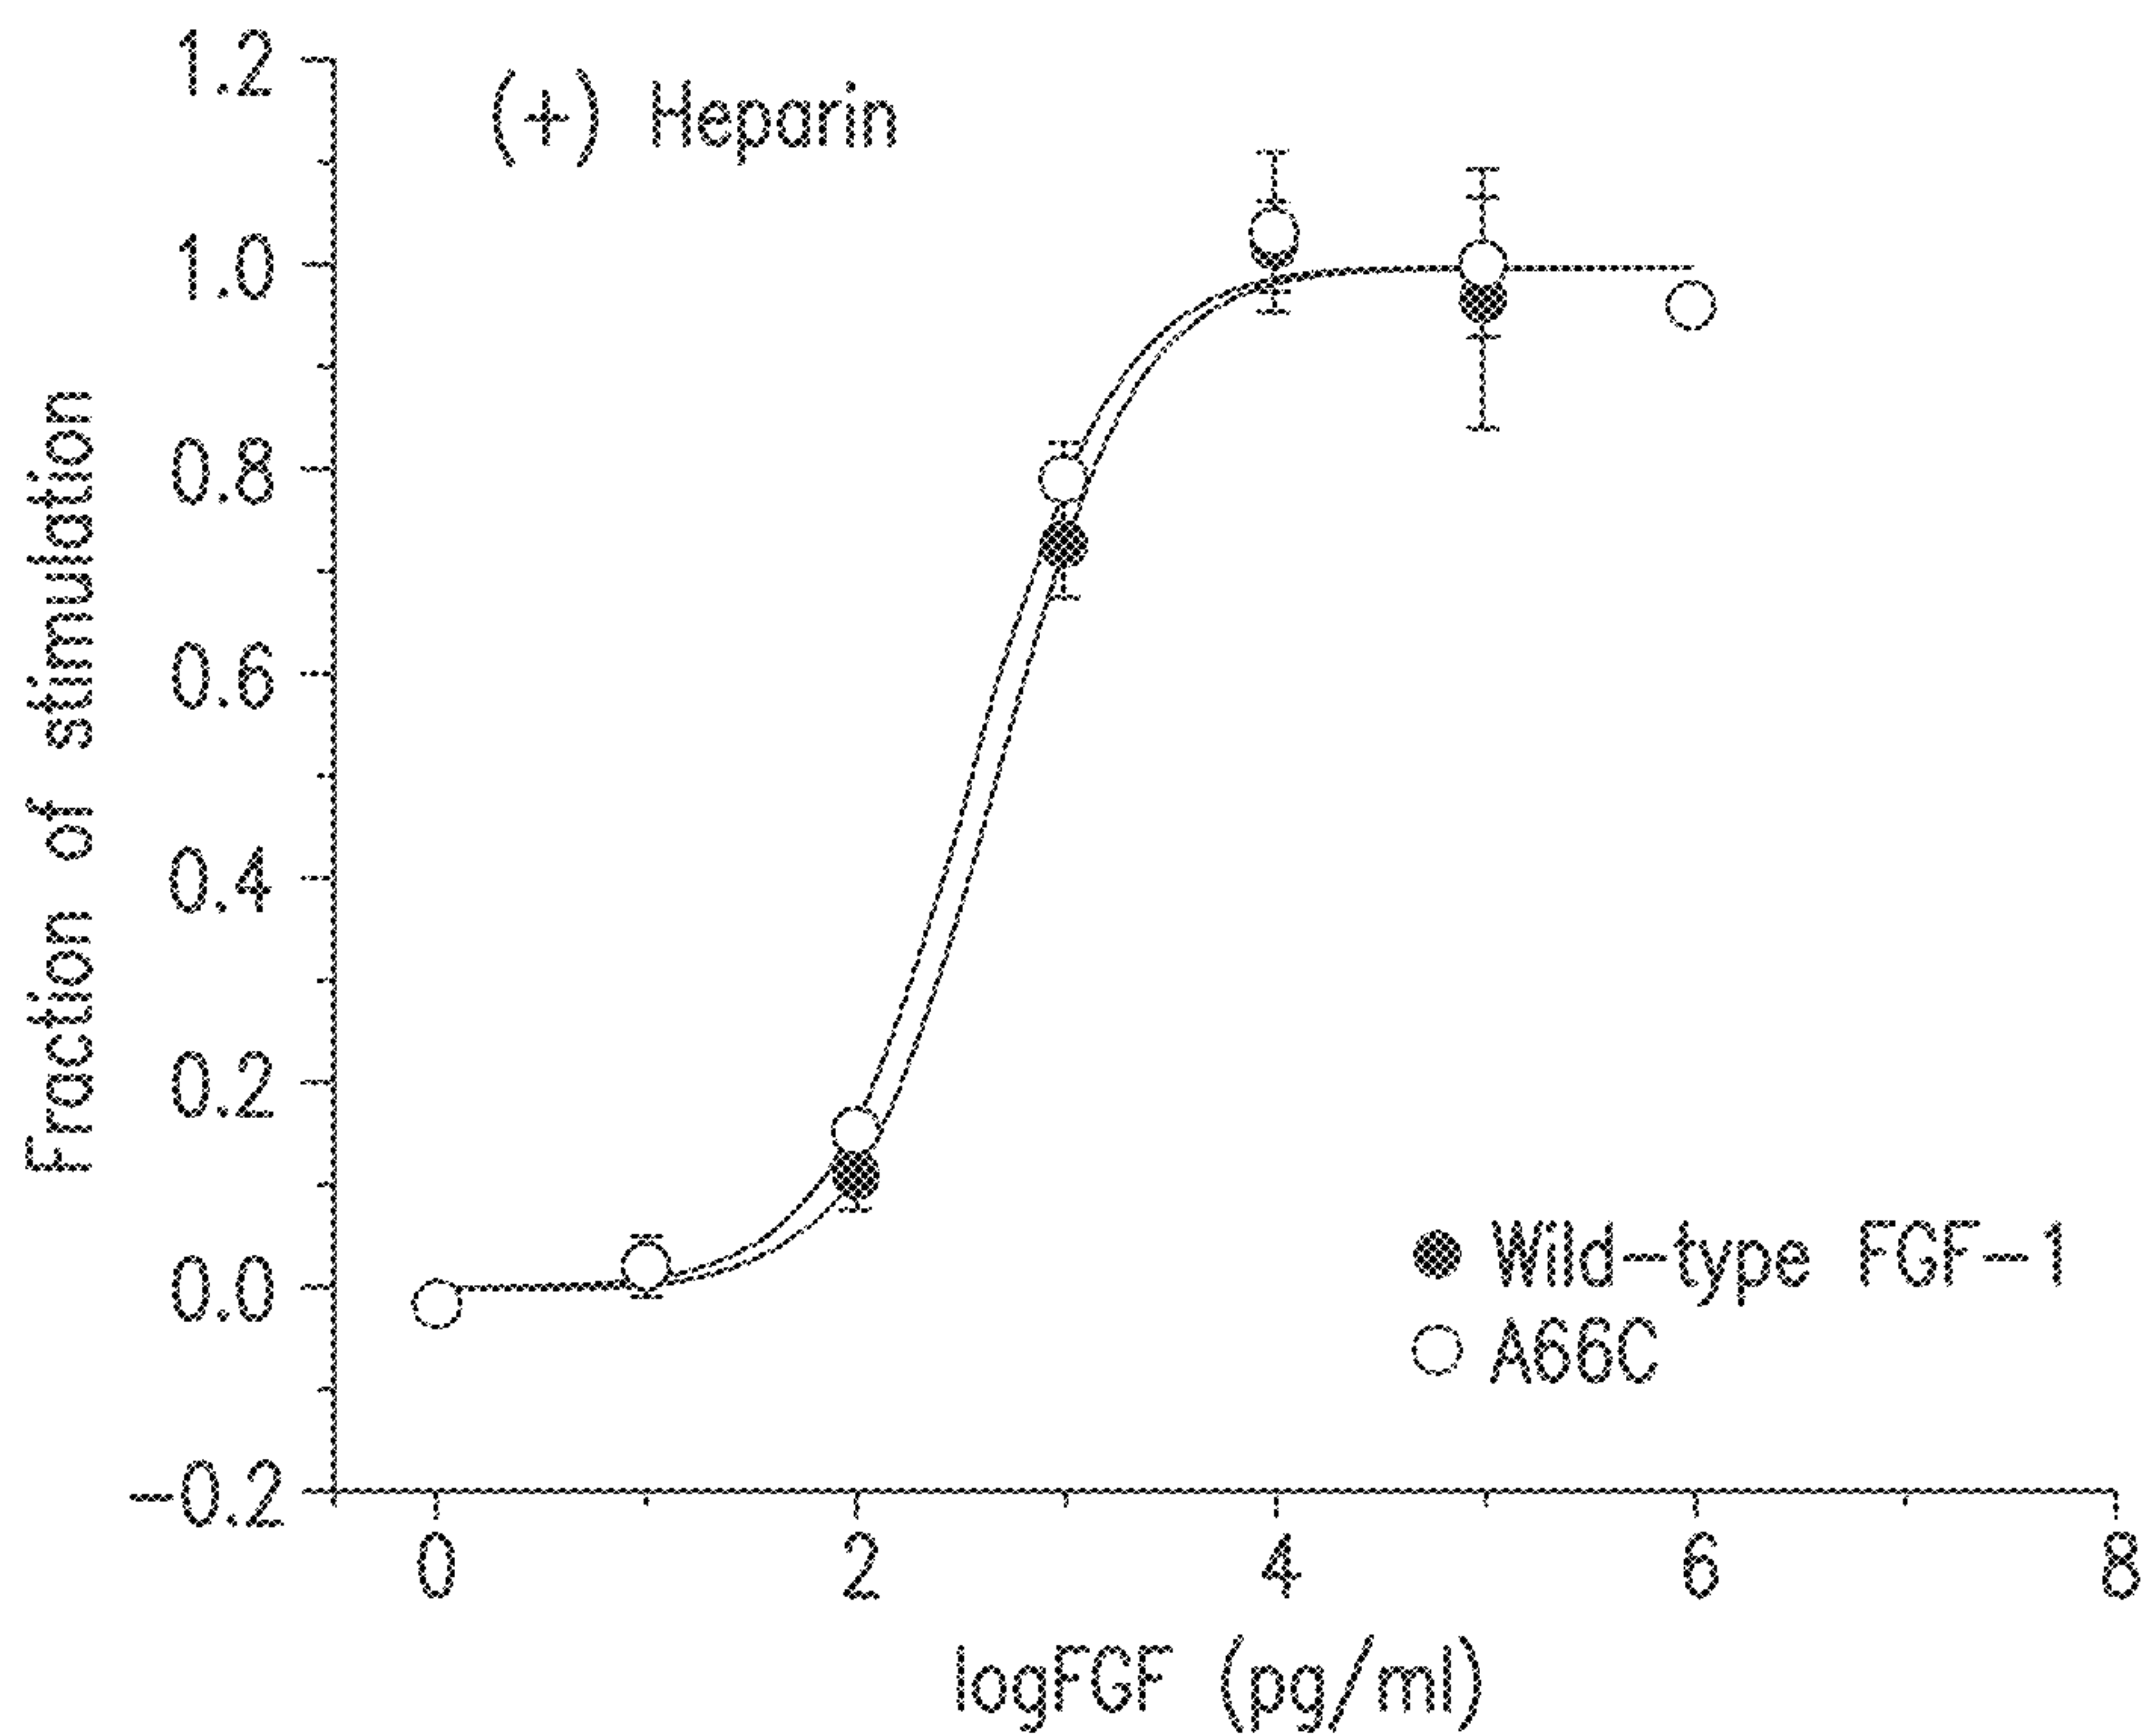 1.2
(+) Heparin
1.0
0.8
0.6
0.4
0.2
0.0
-0.2
Fraction of stimulation
Wild-type FGF-1
A66C
0 2 4 6 8
logFGF (pg/ml)